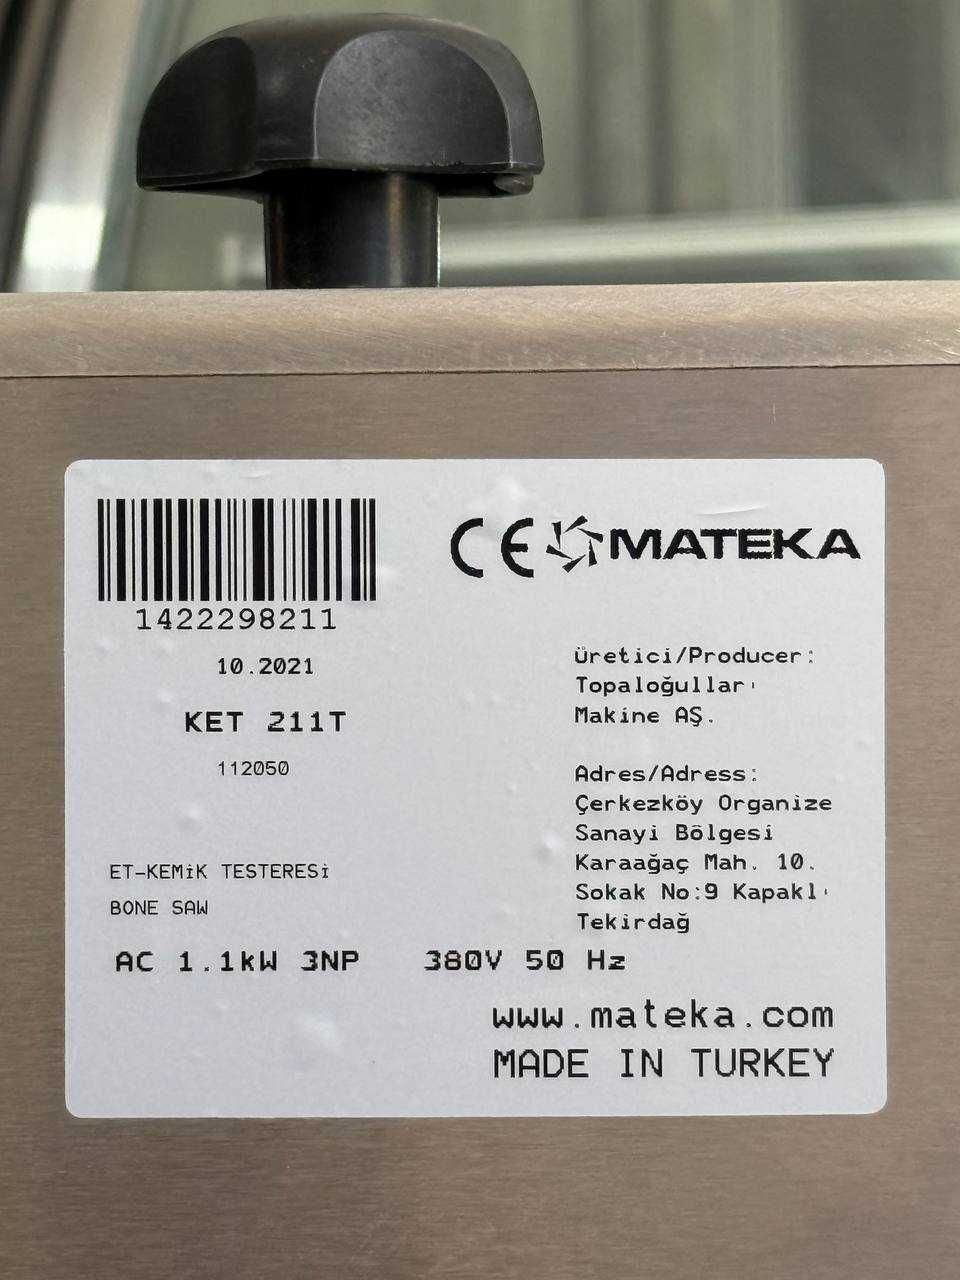 1422298211
10.2021
KET 211T
112050
CE MATEKA
Üretici/Producer:
Topaloğulları
Makine AŞ.
Adres/Adress:
Çerkezköy Organize
Sanayi Bölgesi
Karaağaç Mah. 10.
Sokak No:9 Kapaklı
Tekirdağ
ET-KEMİK TESTERESİ
BONE SAW
AC 1.1kW 3NP 380V 50 Hz
www.mateka.com
MADE IN TURKEY